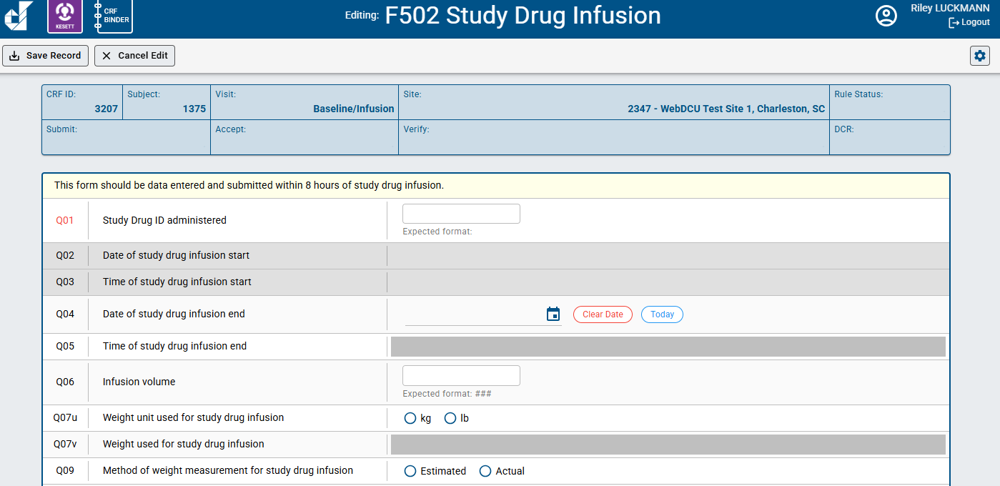 KESETT
CRF
BINDER
Editing: F502 Study Drug Infusion
Riley LUCKMANN
Logout
Save Record
Cancel Edit
CRF ID:
3207
Subject:
1375
Visit:
Baseline/Infusion
Site:
2347 - WebDCU Test Site 1, Charleston, SC
Rule Status:
Submit:
Accept:
Verify:
DCR:
This form should be data entered and submitted within 8 hours of study drug infusion.
Q01 Study Drug ID administered
Expected format:
Q02 Date of study drug infusion start
Q03 Time of study drug infusion start
Q04 Date of study drug infusion end Clear Date Today
Q05 Time of study drug infusion end
Q06 Infusion volume
Expected format: ###
Q07u Weight unit used for study drug infusion kg lb
Q07v Weight used for study drug infusion
Q09 Method of weight measurement for study drug infusion Estimated Actual